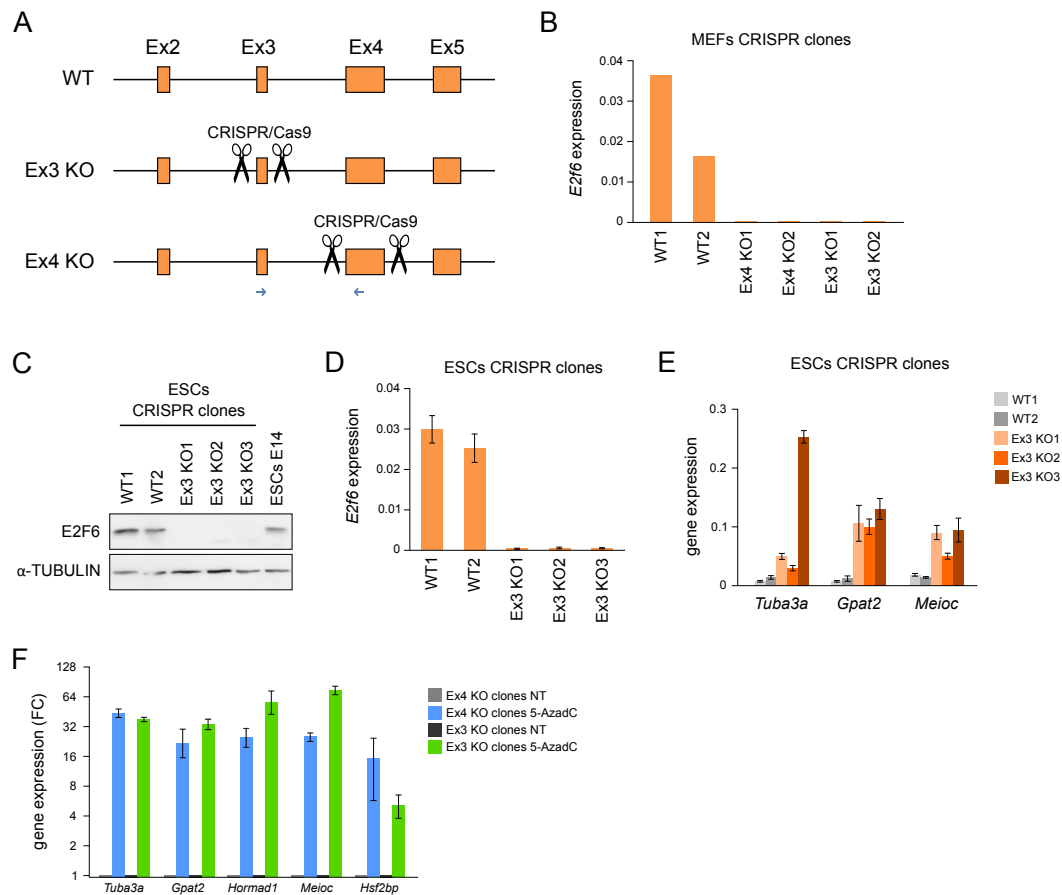 A
Ex2 Ex3 Ex4 Ex5
WT
CRISPR/Cas9
Ex3 KO
CRISPR/Cas9
Ex4 KO
B
MEFs CRISPR clones
E2f6 expression
0.04
0.03
0.02
0.01
0
WT1
WT2
Ex4 KO1
Ex4 KO2
Ex3 KO1
Ex3 KO2
C
ESCs
CRISPR clones
WT1
WT2
Ex3 KO1
Ex3 KO2
Ex3 KO3
ESCs E14
E2F6
α-TUBULIN
D
ESCs CRISPR clones
E2f6 expression
0.04
0.03
0.02
0.01
0
WT1
WT2
Ex3 KO1
Ex3 KO2
Ex3 KO3
E
ESCs CRISPR clones
gene expression
0.3
0.2
0.1
0
Tuba3a Gpat2 Meioc
WT1
WT2
Ex3 KO1
Ex3 KO2
Ex3 KO3
F
gene expression (FC)
128
64
32
16
8
4
2
1
Tuba3a Gpat2 Hormad1 Meioc Hsf2bp
Ex4 KO clones NT
Ex4 KO clones 5-AzadC
Ex3 KO clones NT
Ex3 KO clones 5-AzadC